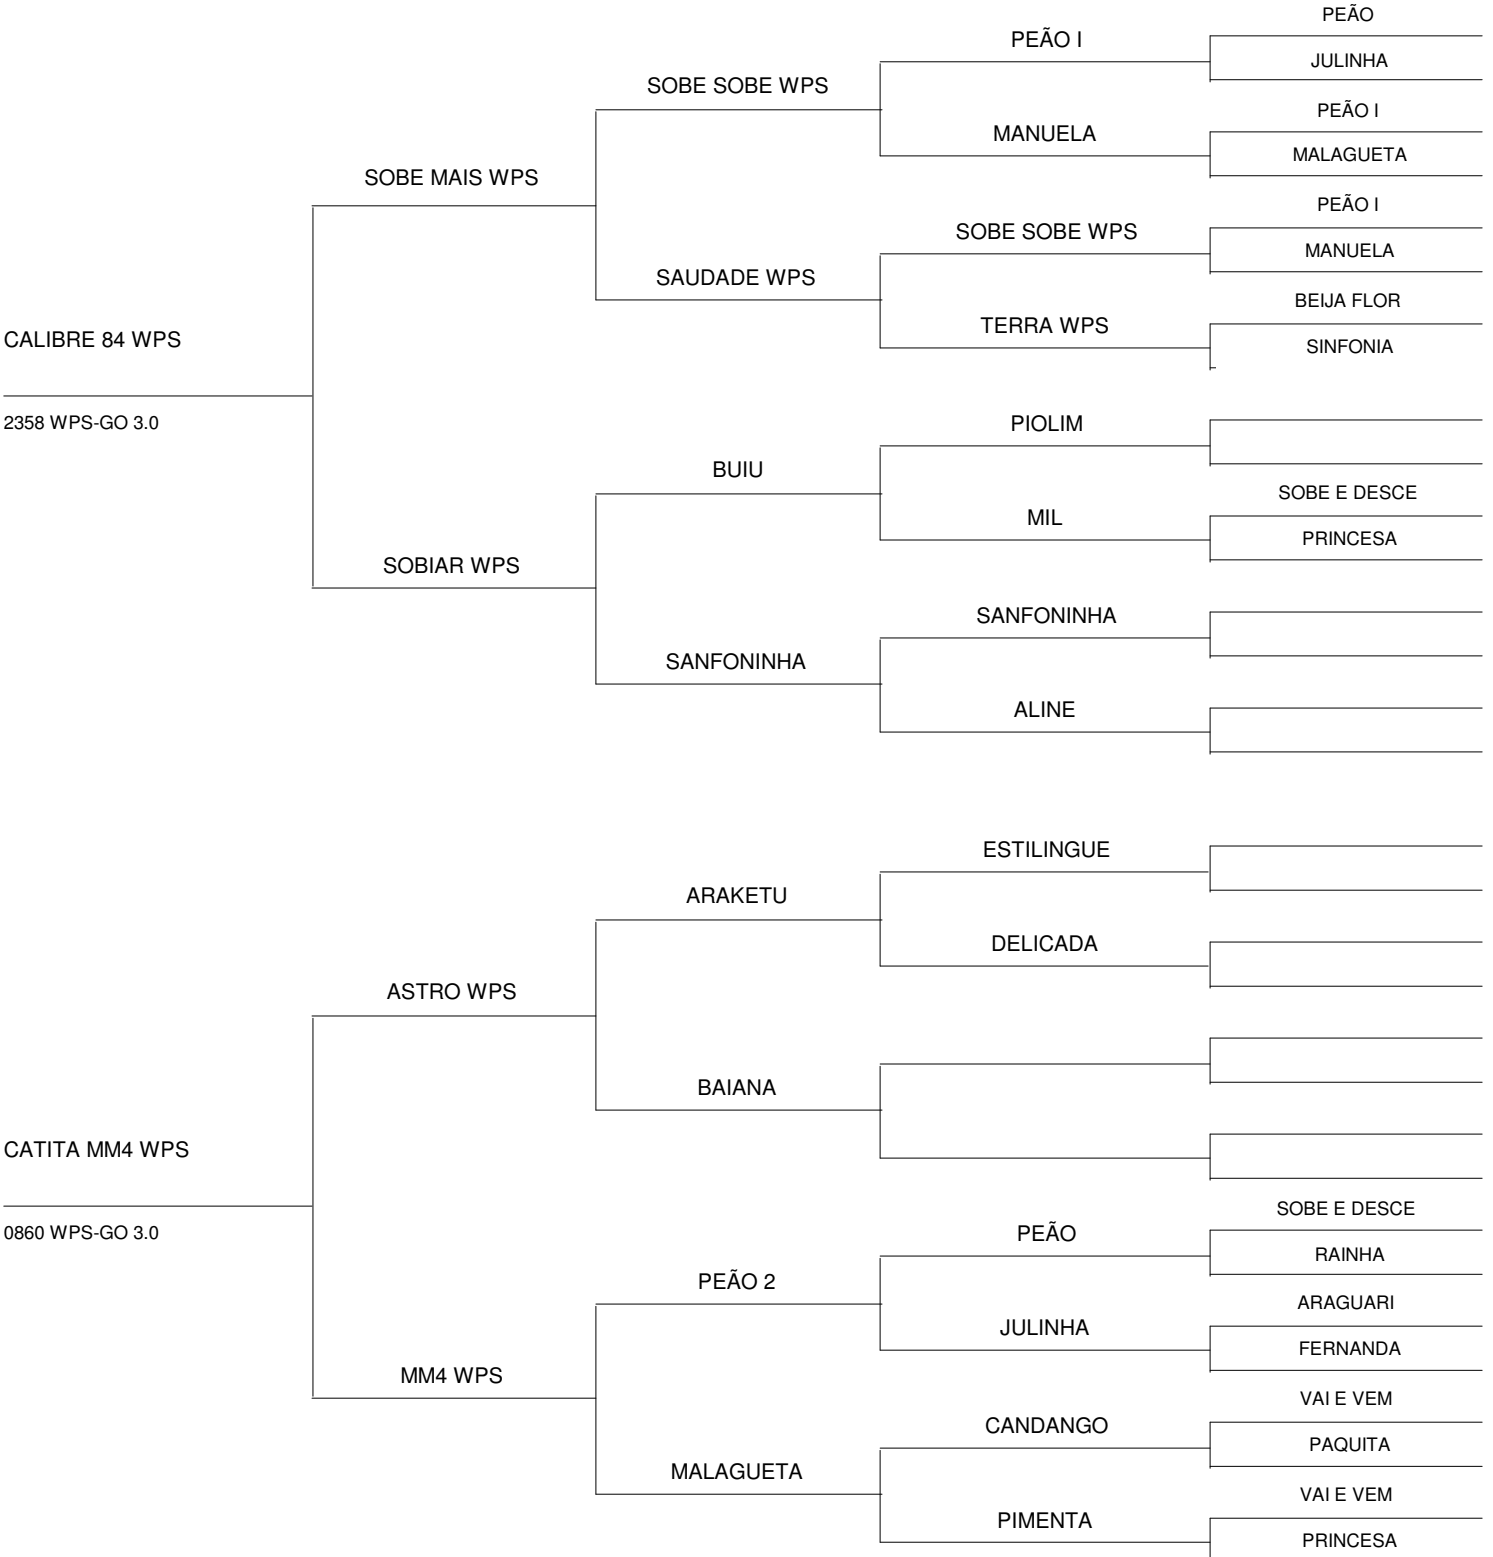 PEÃO
PEÃO I
JULINHA
SOBE SOBE WPS
PEÃO I
MANUELA
MALAGUETA
SOBE MAIS WPS
PEÃO I
SOBE SOBE WPS
MANUELA
SAUDADE WPS
BEIJA FLOR
TERRA WPS
CALIBRE 84 WPS
SINFONIA
2358 WPS-GO 3.0
PIOLIM
BUIU
SOBE E DESCE
MIL
PRINCESA
SOBIAR WPS
SANFONINHA
SANFONINHA
ALINE
ESTILINGUE
ARAKETU
DELICADA
ASTRO WPS
BAIANA
CATITA MM4 WPS
SOBE E DESCE
0860 WPS-GO 3.0
PEÃO
RAINHA
PEÃO 2
ARAGUARI
JULINHA
FERNANDA
MM4 WPS
VAI E VEM
CANDANGO
PAQUITA
MALAGUETA
VAI E VEM
PIMENTA
PRINCESA